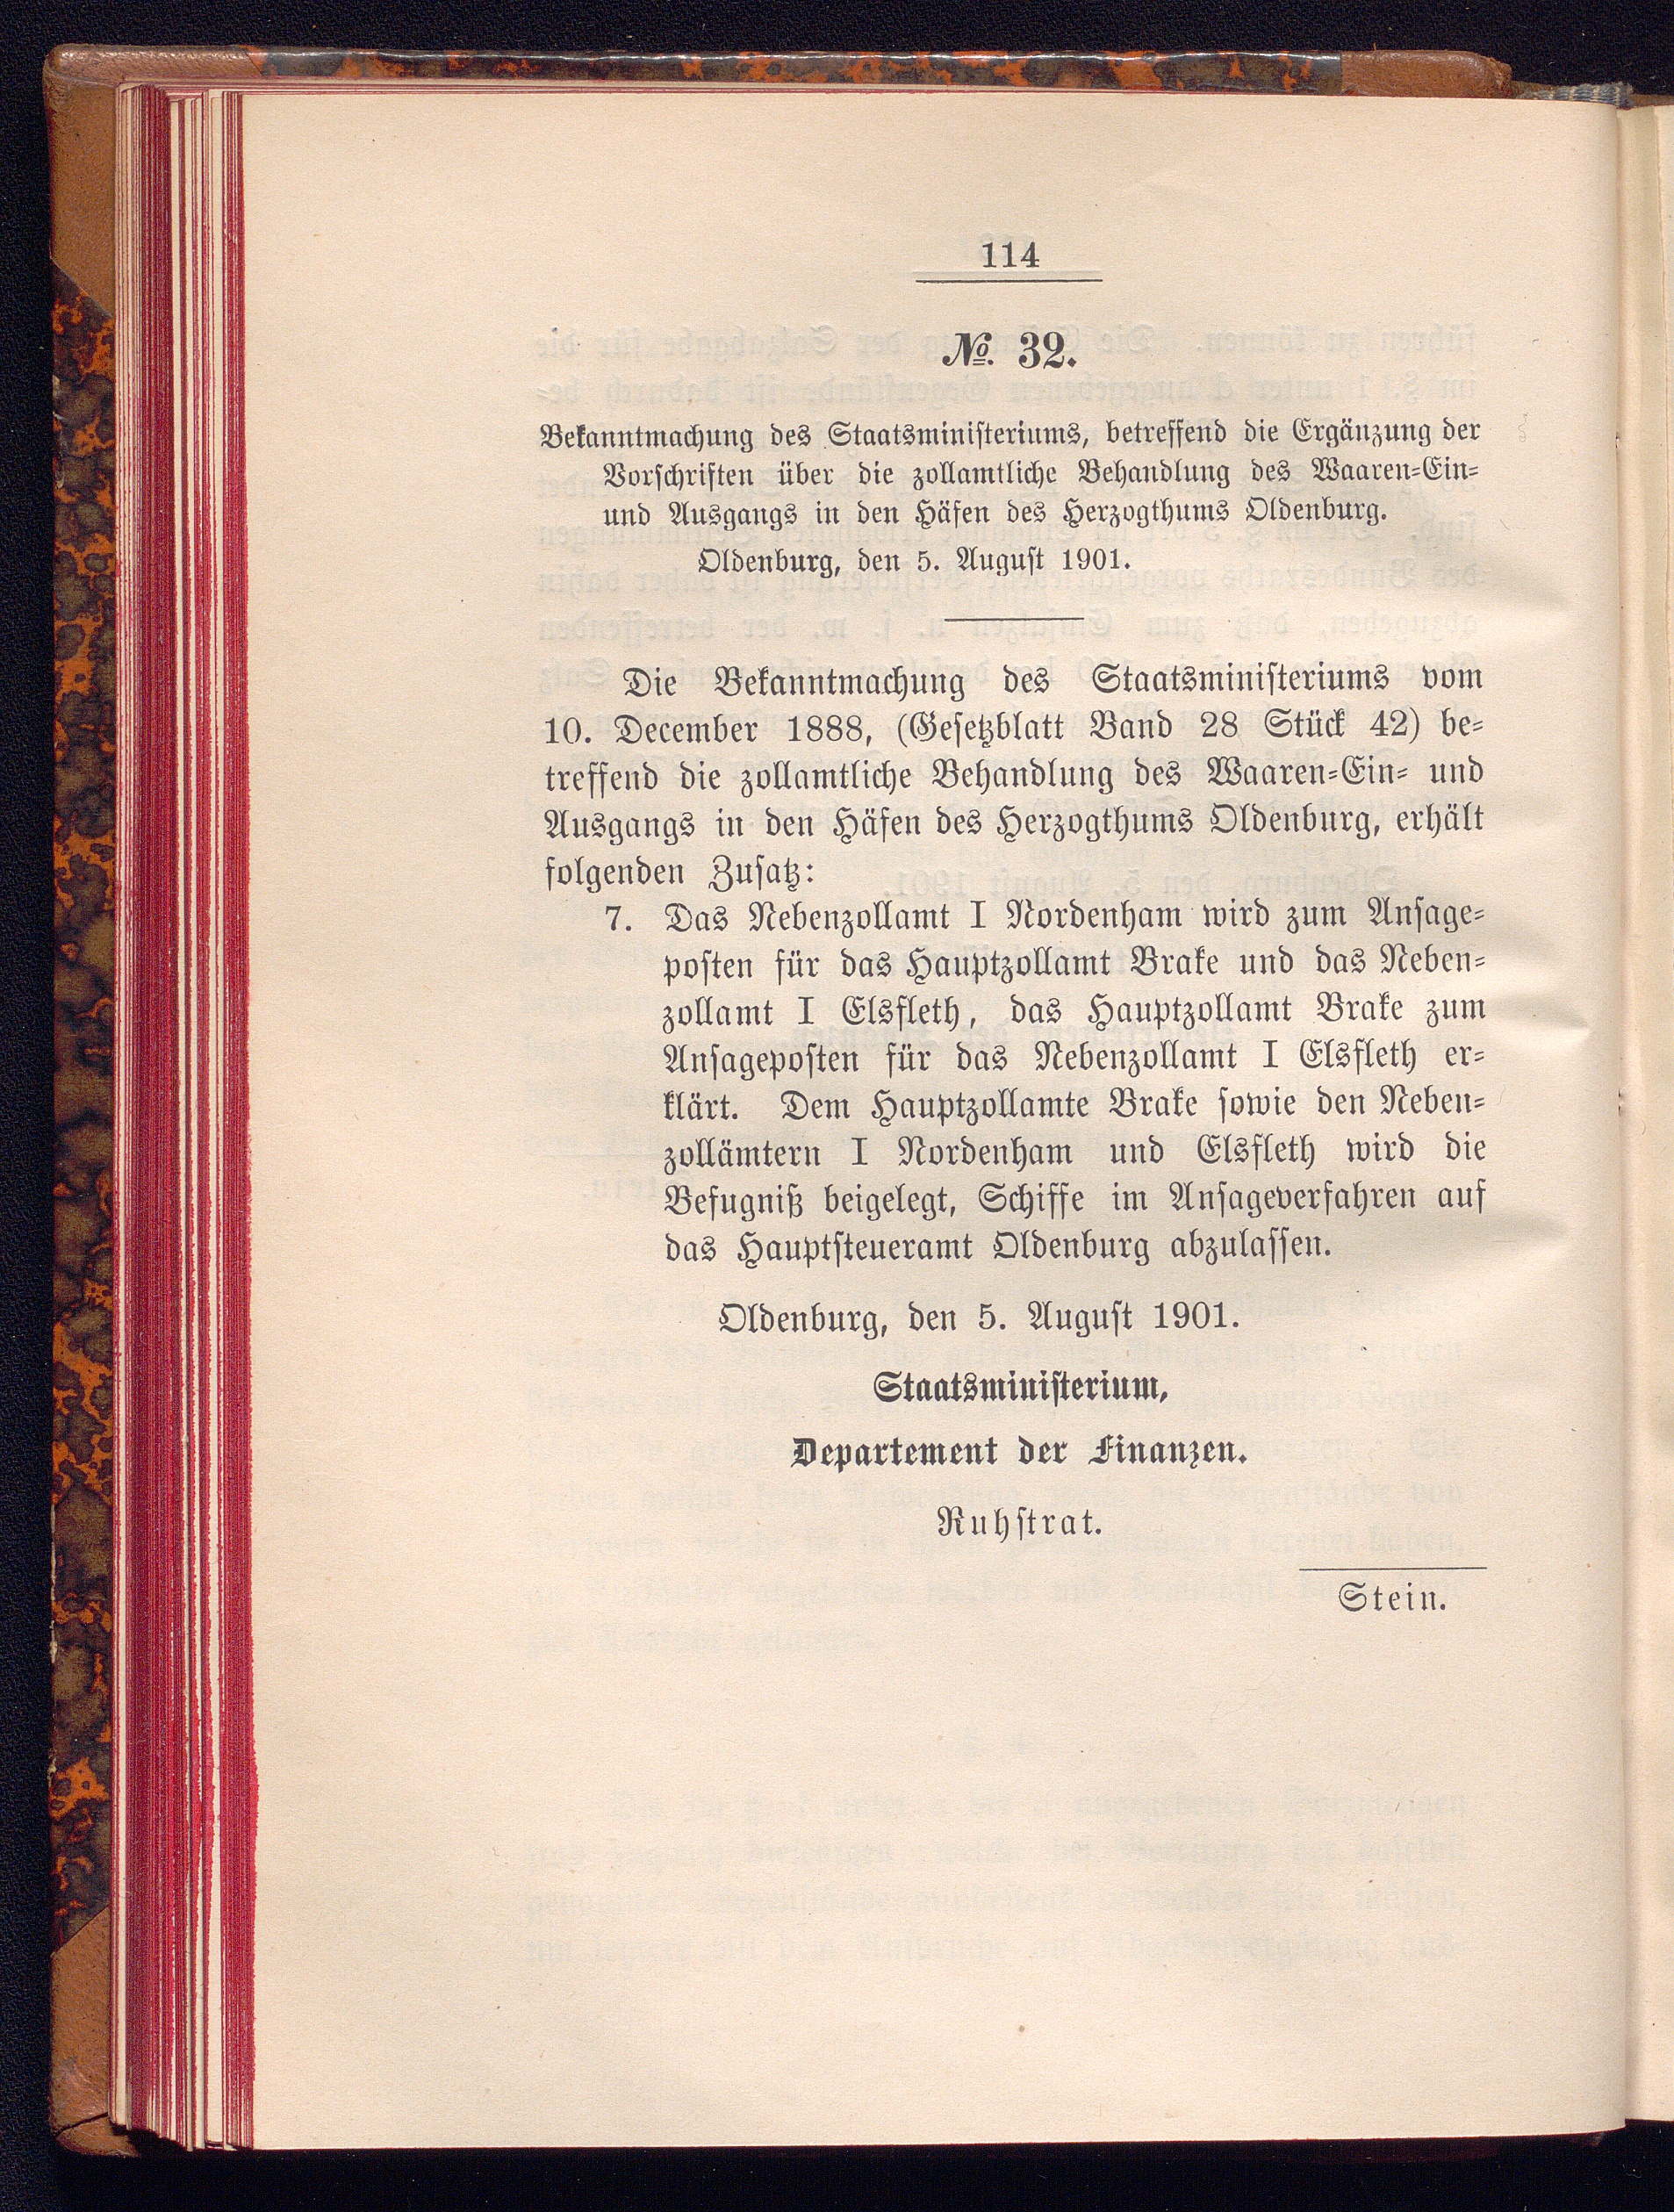 114
No. 32.
Bekanntmachung des Staatsministeriums, betreffend die Ergänzung der
Vorschriften über die zollamtliche Behandlung des Waaren-Ein-
und Ausgangs in den Häfen des Herzogthums Oldenburg.
Oldenburg, den 5. August 1901.
Die Bekanntmachung des Staatsministeriums vom
10. December 1888, (Gesetzblatt Band 28 Stück 42) be-
treffend die zollamtliche Behandlung des Waaren-Ein- und
Ausgangs in den Häfen des Herzogthums Oldenburg, erhält
folgenden Zusatz:
7. Das Nebenzollamt I Nordenham wird zum Ansage-
posten für das Hauptzollamt Brake und das Neben-
zollamt I Elsfleth, das Hauptzollamt Brake zum
Ansageposten für das Nebenzollamt I Elsfleth er-
klärt. Dem Hauptzollamte Brake sowie den Neben-
zollämtern I Nordenham und Elsfleth wird die
Befugniß beigelegt, Schiffe im Ansageverfahren auf
das Hauptsteueramt Oldenburg abzulassen.
Oldenburg, den 5. August 1901.
Staatsministerium,
Departement der Finanzen.
Ruhstrat.
Stein.